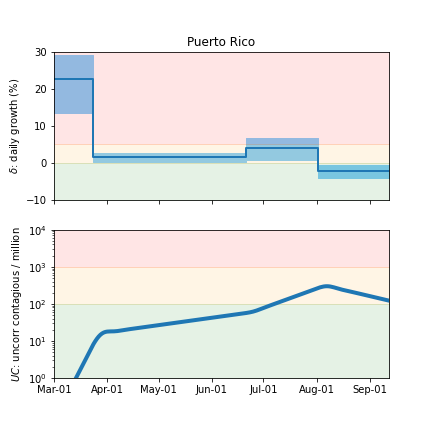 Puerto Rico
δ: daily growth (%)
30
20
10
0
−10
UC: uncorr contagious / million
10⁴
10³
10²
10¹
10⁰
Mar-01 Apr-01 May-01 Jun-01 Jul-01 Aug-01 Sep-01